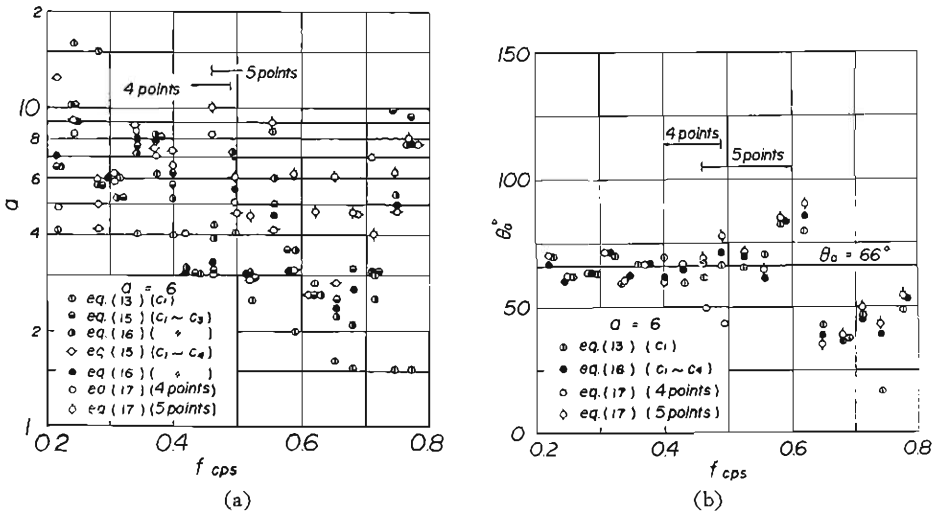 2
10
8
6
4
2
1
a
5 points
4 points
a = 6
eq. (13) (c₁)
eq. (15) (c₁ ~ c₃)
eq. (16) ( 〃 )
eq (15) (c₁ ~ c₄)
eq (16) ( 〃 )
eq (17) (4 points)
eq (17) (5 points)
0.2 0.4 0.6 0.8
f cps
(a)
150
100
50
0
θ₀°
4 points
5 points
θ₀ = 66°
a = 6
eq. (13) (c₁)
eq. (16) (c₁ ~ c₄)
eq. (17) (4 points)
eq. (17) (5 points)
0.2 0.4 0.6 0.8
f cps
(b)